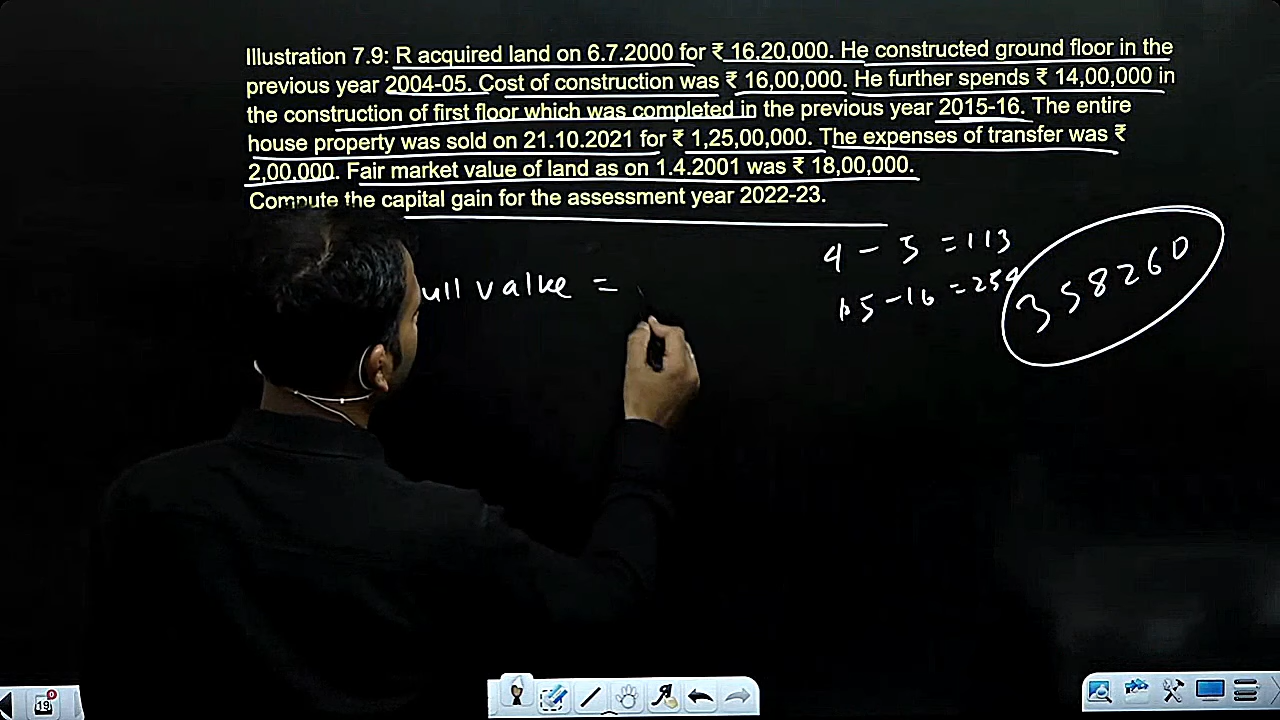 Illustration 7.9: R acquired land on 6.7.2000 for ₹ 16,20,000. He constructed ground floor in the
previous year 2004-05. Cost of construction was ₹ 16,00,000. He further spends ₹ 14,00,000 in
the construction of first floor which was completed in the previous year 2015-16. The entire
house property was sold on 21.10.2021 for ₹ 1,25,00,000. The expenses of transfer was ₹
2,00,000. Fair market value of land as on 1.4.2001 was ₹ 18,00,000.
Compute the capital gain for the assessment year 2022-23.
4 - 5 = 113
15 - 16 = 254
358260
ull value =
19
0